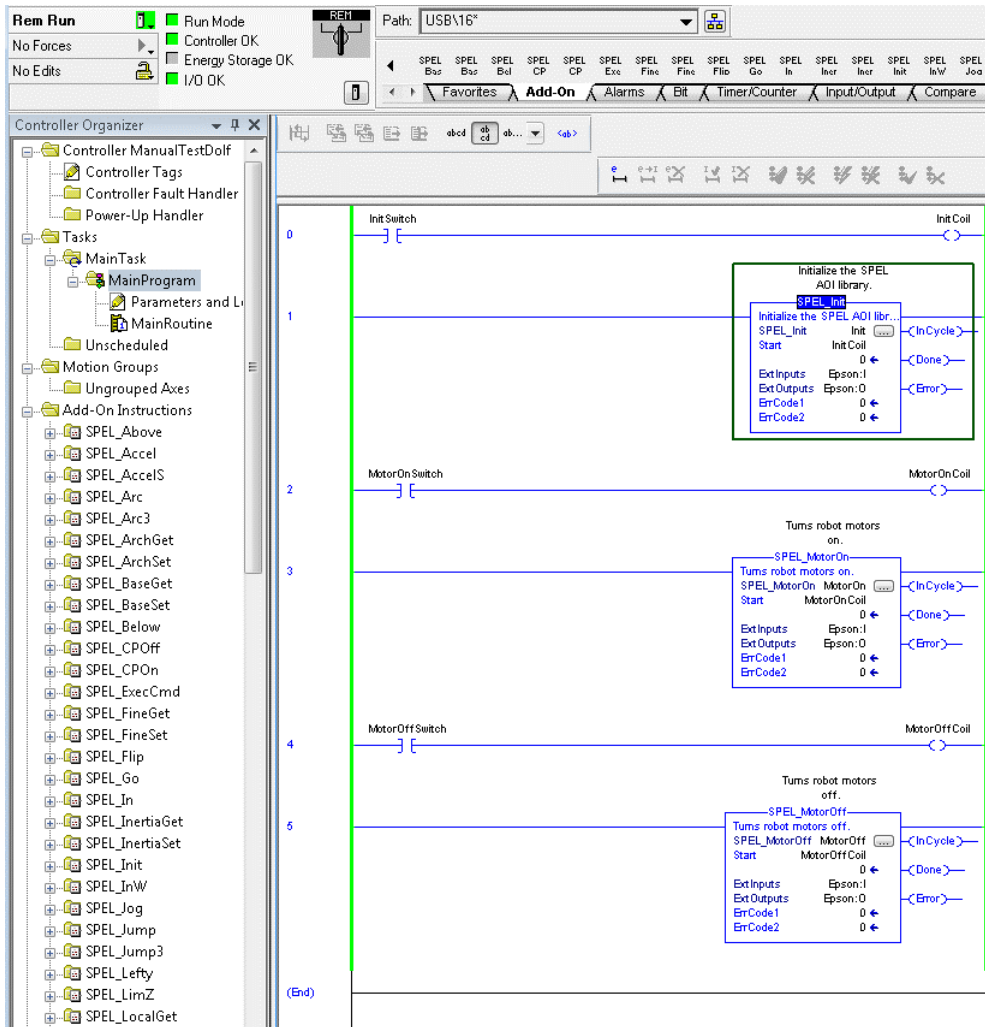 Rem Run
Run Mode
No Forces
Controller OK
No Edits
Energy Storage OK
I/O OK
REM
Path: USB\16*
SPEL Bas SPEL Bas SPEL Bel SPEL CP SPEL CP SPEL Exe SPEL Fine SPEL Fine SPEL Flip SPEL Go SPEL In SPEL Iner SPEL Iner SPEL Init SPEL InW SPEL Jog
Favorites Add-On Alarms Bit Timer/Counter Input/Output Compare
Controller Organizer
abcd ab cd ab... <ab>
Controller ManualTestDolf
Controller Tags
Controller Fault Handler
Power-Up Handler
Tasks
MainTask
MainProgram
Parameters and L
MainRoutine
Unscheduled
Motion Groups
Ungrouped Axes
Add-On Instructions
SPEL_Above
SPEL_Accel
SPEL_AccelS
SPEL_Arc
SPEL_Arc3
SPEL_ArchGet
SPEL_ArchSet
SPEL_BaseGet
SPEL_BaseSet
SPEL_Below
SPEL_CPOff
SPEL_CPOn
SPEL_ExecCmd
SPEL_FineGet
SPEL_FineSet
SPEL_Flip
SPEL_Go
SPEL_In
SPEL_InertiaGet
SPEL_InertiaSet
SPEL_Init
SPEL_InW
SPEL_Jog
SPEL_Jump
SPEL_Jump3
SPEL_Lefty
SPEL_LimZ
SPEL_LocalGet
InitSwitch InitCoil
0
Initialize the SPEL
AOI library.
SPEL_Init
1
Initialize the SPEL AOI libr...
SPEL_Init Init ... (InCycle)
Start InitCoil
0 (Done)
ExtInputs Epson:I
ExtOutputs Epson:O (Error)
ErrCode1 0
ErrCode2 0
MotorOnSwitch MotorOnCoil
2
Turns robot motors
on.
SPEL_MotorOn
3
Turns robot motors on.
SPEL_MotorOn MotorOn ... (InCycle)
Start MotorOnCoil
0 (Done)
ExtInputs Epson:I
ExtOutputs Epson:O (Error)
ErrCode1 0
ErrCode2 0
MotorOffSwitch MotorOffCoil
4
Turns robot motors
off.
SPEL_MotorOff
5
Turns robot motors off.
SPEL_MotorOff MotorOff ... (InCycle)
Start MotorOffCoil
0 (Done)
ExtInputs Epson:I
ExtOutputs Epson:O (Error)
ErrCode1 0
ErrCode2 0
(End)